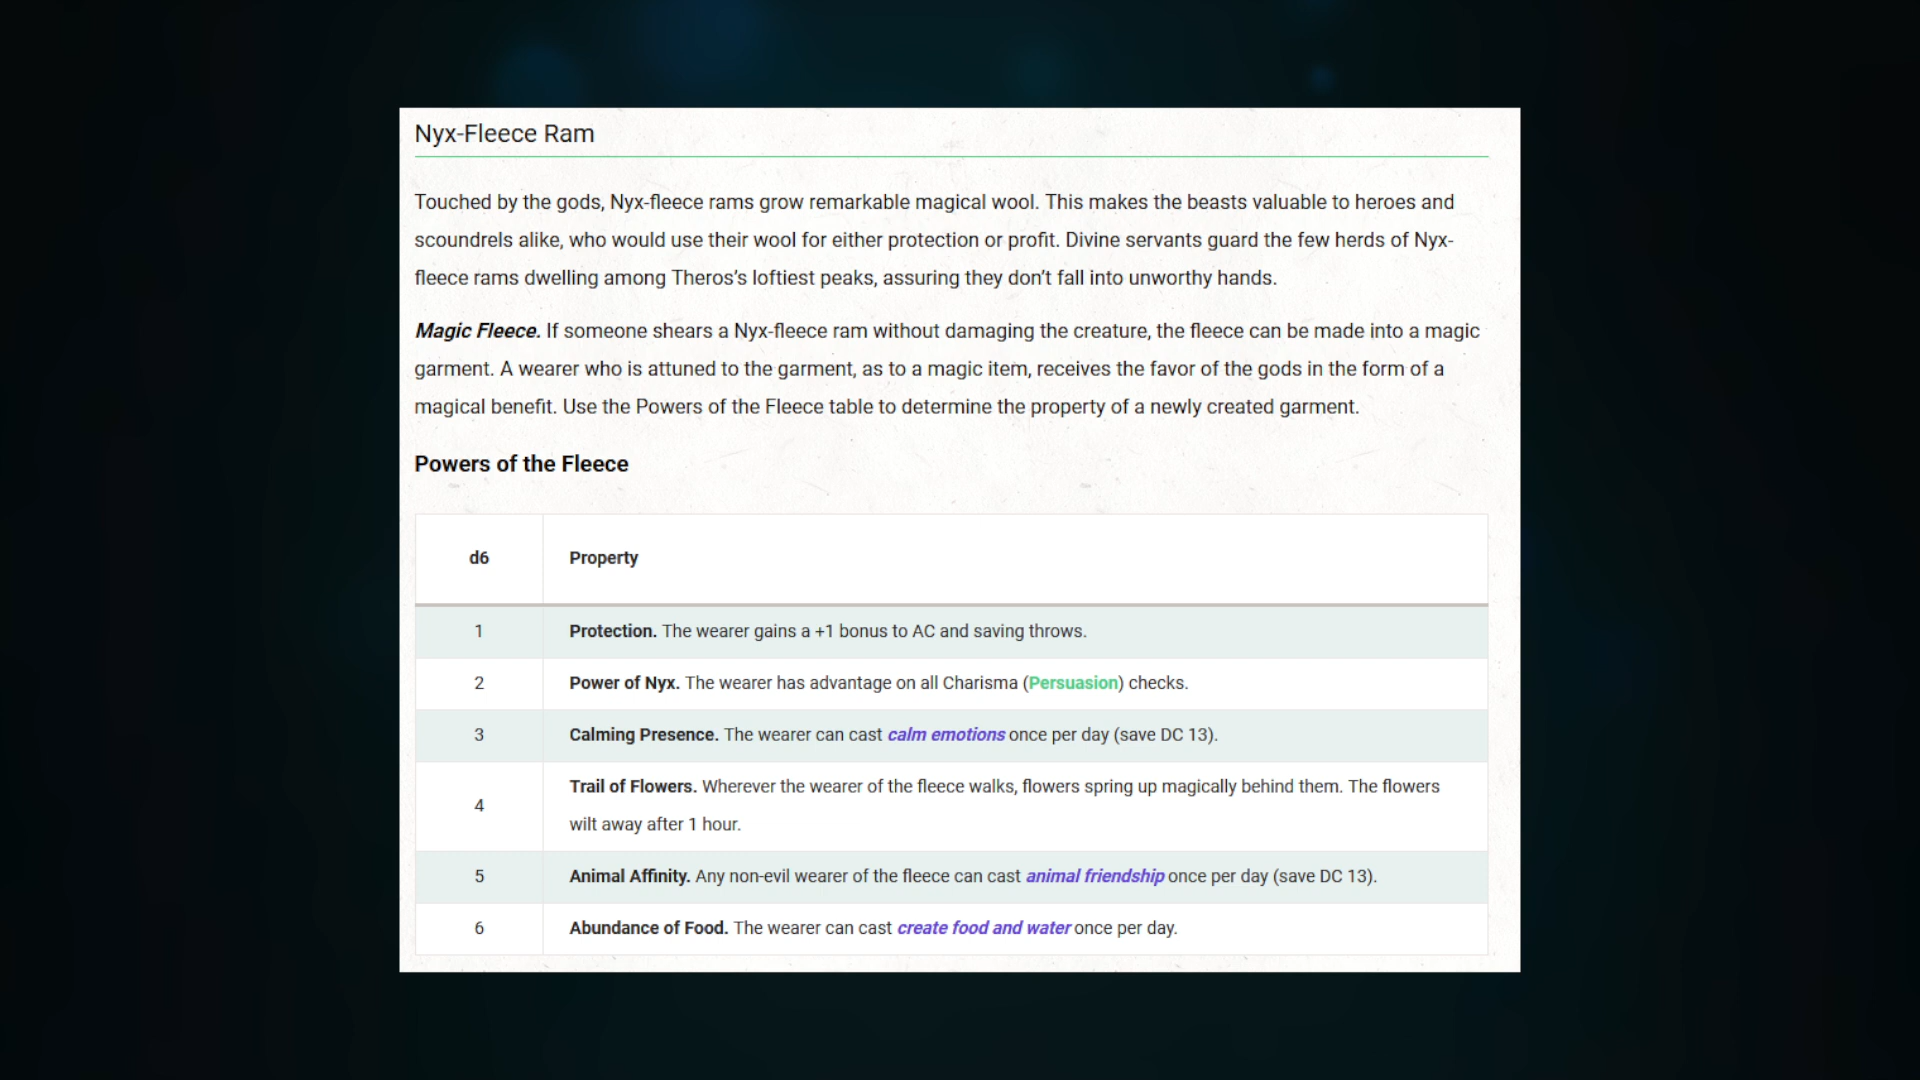 Nyx-Fleece Ram
Touched by the gods, Nyx-fleece rams grow remarkable magical wool. This makes the beasts valuable to heroes and
scoundrels alike, who would use their wool for either protection or profit. Divine servants guard the few herds of Nyx-
fleece rams dwelling among Theros’s loftiest peaks, assuring they don’t fall into unworthy hands.
Magic Fleece. If someone shears a Nyx-fleece ram without damaging the creature, the fleece can be made into a magic
garment. A wearer who is attuned to the garment, as to a magic item, receives the favor of the gods in the form of a
magical benefit. Use the Powers of the Fleece table to determine the property of a newly created garment.
Powers of the Fleece
d6 Property
1 Protection. The wearer gains a +1 bonus to AC and saving throws.
2 Power of Nyx. The wearer has advantage on all Charisma (Persuasion) checks.
3 Calming Presence. The wearer can cast calm emotions once per day (save DC 13).
4 Trail of Flowers. Wherever the wearer of the fleece walks, flowers spring up magically behind them. The flowers
wilt away after 1 hour.
5 Animal Affinity. Any non-evil wearer of the fleece can cast animal friendship once per day (save DC 13).
6 Abundance of Food. The wearer can cast create food and water once per day.